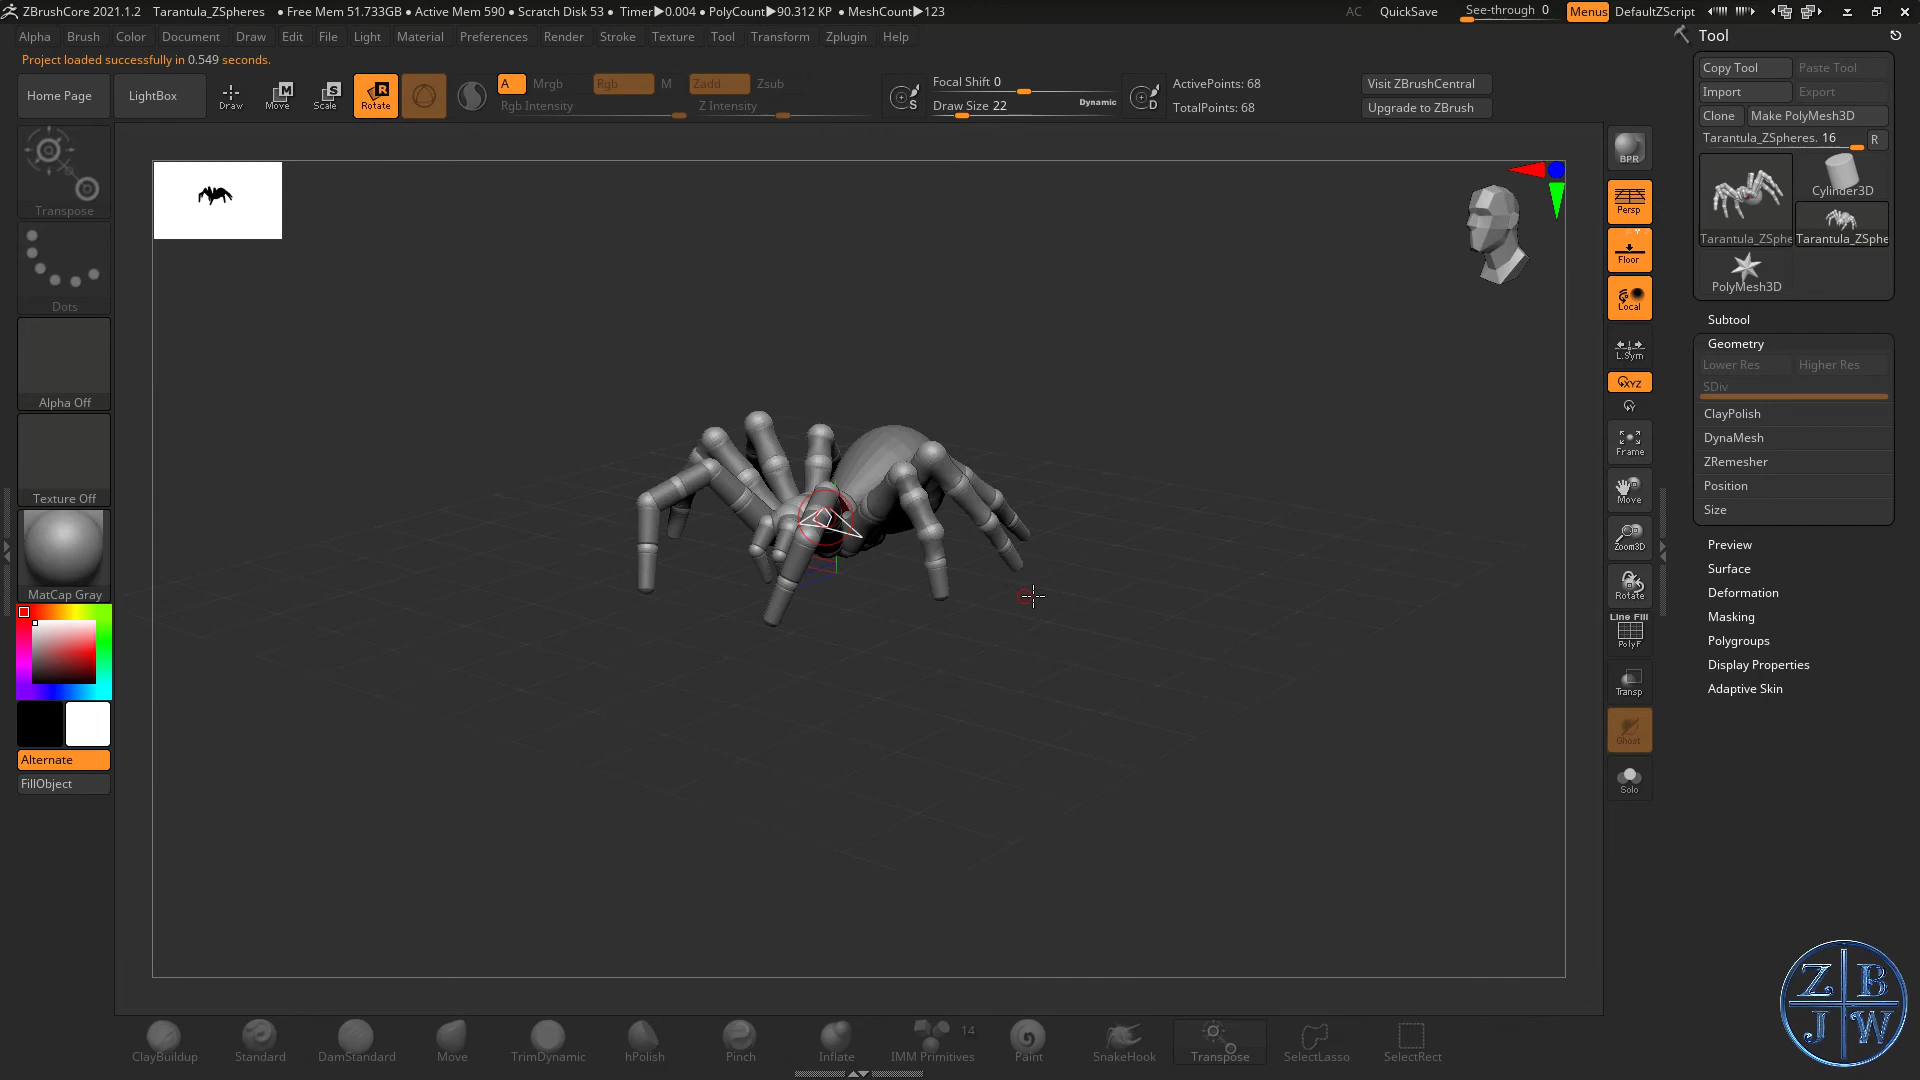 ZBrushCore 2021.1.2 Tarantula_ZSpheres • Free Mem 51.733GB • Active Mem 590 • Scratch Disk 53 • Timer▶0.004 • PolyCount▶90.312 KP • MeshCount▶123 AC QuickSave See-through 0 Menus DefaultZScript
Alpha Brush Color Document Draw Edit File Light Material Preferences Render Stroke Texture Tool Transform Zplugin Help
Tool
Project loaded successfully in 0.549 seconds.
Home Page
LightBox
Draw
Move
Scale
Rotate
A Mrgb Rgb M Zadd Zsub
Rgb Intensity Z Intensity
Focal Shift 0
Draw Size 22 Dynamic
ActivePoints: 68
TotalPoints: 68
Visit ZBrushCentral
Upgrade to ZBrush
Copy Tool Paste Tool
Import Export
Clone Make PolyMesh3D
Tarantula_ZSpheres. 16 R
Cylinder3D
Tarantula_ZSphe Tarantula_ZSphe
PolyMesh3D
Subtool
Geometry
Lower Res Higher Res
SDiv
ClayPolish
DynaMesh
ZRemesher
Position
Size
Preview
Surface
Deformation
Masking
Polygroups
Display Properties
Adaptive Skin
Transpose
Dots
Alpha Off
Texture Off
MatCap Gray
Alternate
FillObject
BPR
Persp
Floor
Local
L.Sym
XYZ
Y
Frame
Move
Zoom3D
Rotate
Line Fill
PolyF
Transp
Ghost
Solo
ClayBuildup Standard DamStandard Move TrimDynamic hPolish Pinch Inflate IMM Primitives 14 Paint SnakeHook Transpose SelectLasso SelectRect
Z B
J W